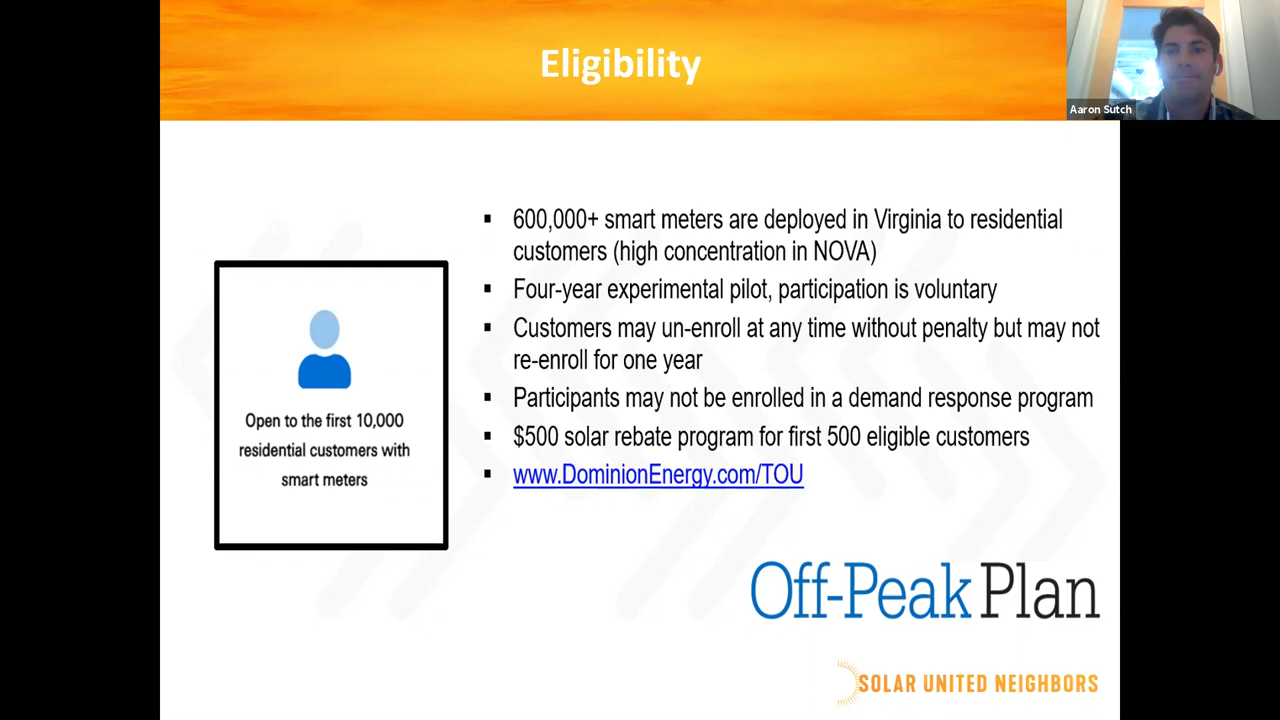 Eligibility
Aaron Sutch
▪ 600,000+ smart meters are deployed in Virginia to residential
customers (high concentration in NOVA)
▪ Four-year experimental pilot, participation is voluntary
▪ Customers may un-enroll at any time without penalty but may not
re-enroll for one year
▪ Participants may not be enrolled in a demand response program
▪ $500 solar rebate program for first 500 eligible customers
▪ www.DominionEnergy.com/TOU
Open to the first 10,000
residential customers with
smart meters
Off-Peak Plan
SOLAR UNITED NEIGHBORS